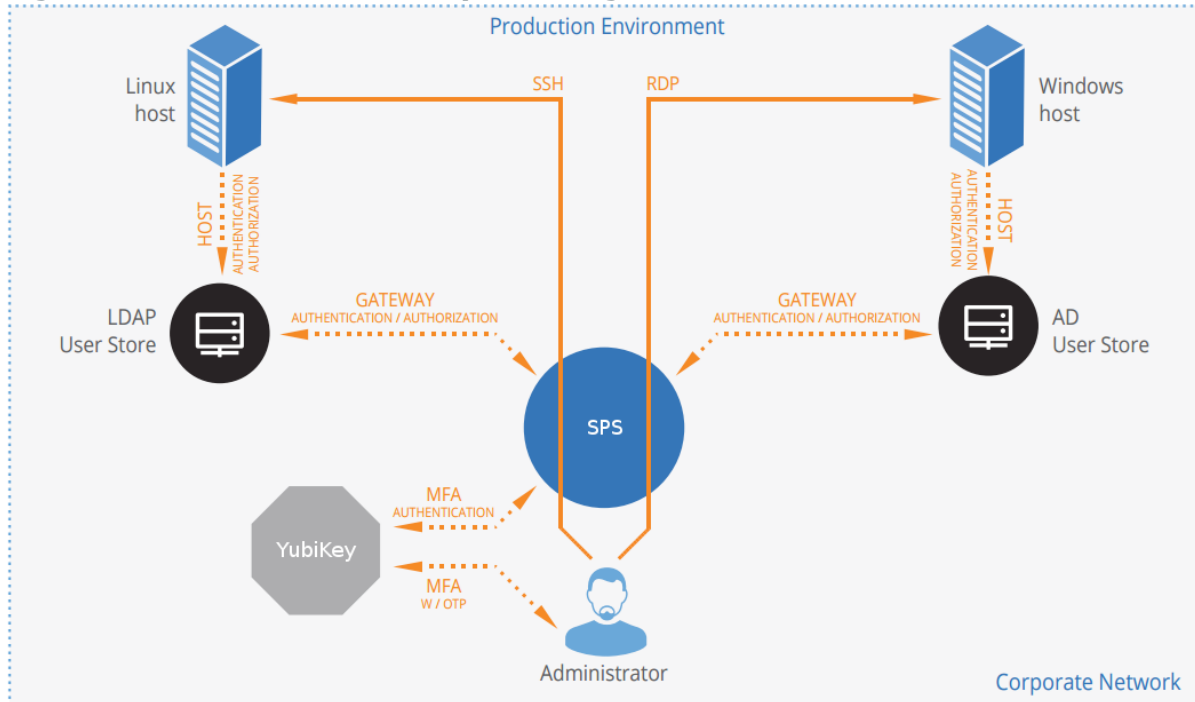 Production Environment
Linux
host
SSH
RDP
Windows
host
HOST
AUTHENTICATION
AUTHORIZATION
HOST
AUTHENTICATION
AUTHORIZATION
LDAP
User Store
GATEWAY
AUTHENTICATION / AUTHORIZATION
GATEWAY
AUTHENTICATION / AUTHORIZATION
AD
User Store
SPS
MFA
AUTHENTICATION
YubiKey
MFA
W / OTP
Administrator
Corporate Network